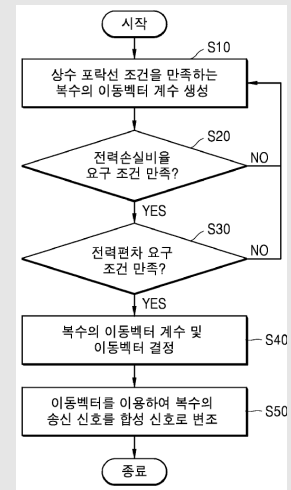 시작
S10
상수 포락선 조건을 만족하는
복수의 이동벡터 계수 생성
S20
전력손실비율
요구 조건 만족?
NO
YES
S30
전력편차 요구
조건 만족?
NO
YES
복수의 이동벡터 계수 및
이동벡터 결정
S40
이동벡터를 이용하여 복수의
송신 신호를 합성 신호로 변조
S50
종료